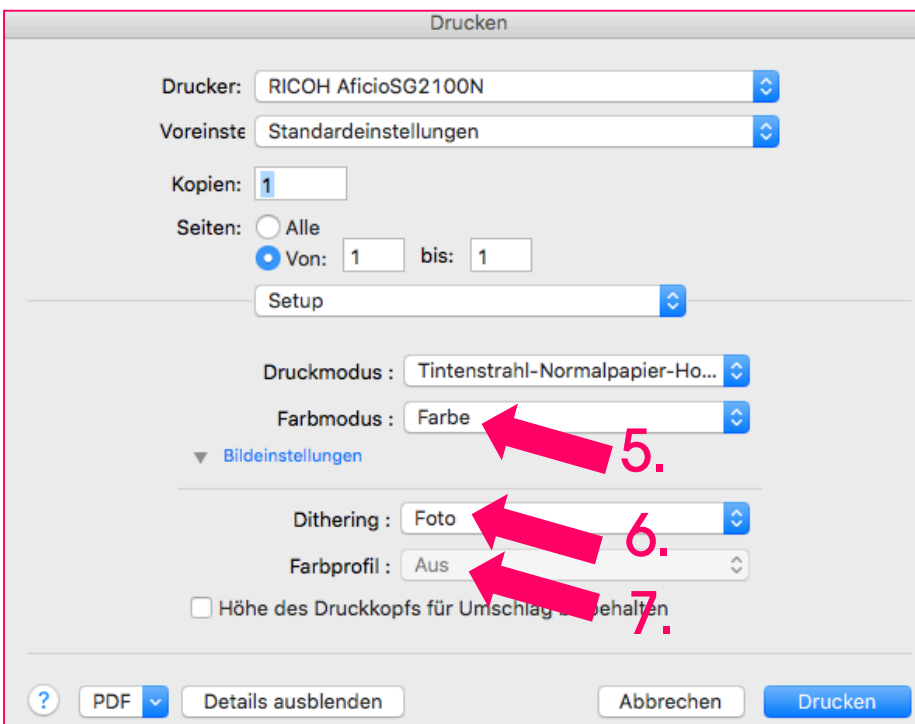 Drucken
Drucker: RICOH AficioSG2100N
Voreinste Standardeinstellungen
Kopien: 1
Seiten: Alle
Von: 1 bis: 1
Setup
Druckmodus : Tintenstrahl-Normalpapier-Ho...
Farbmodus : Farbe
5.
Bildeinstellungen
Dithering : Foto
6.
Farbprofil : Aus
7.
Höhe des Druckkopfs für Umschlag
? PDF Details ausblenden Abbrechen Drucken